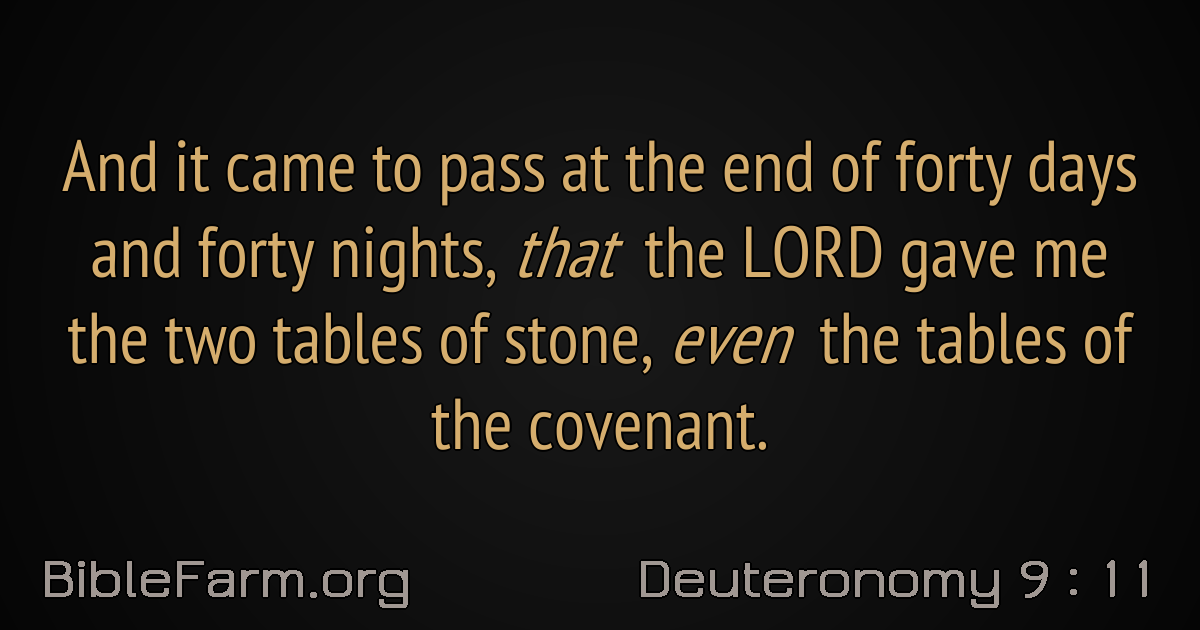 And it came to pass at the end of forty days
and forty nights, that the LORD gave me
the two tables of stone, even the tables of
the covenant.
BibleFarm.org
Deuteronomy 9 : 11